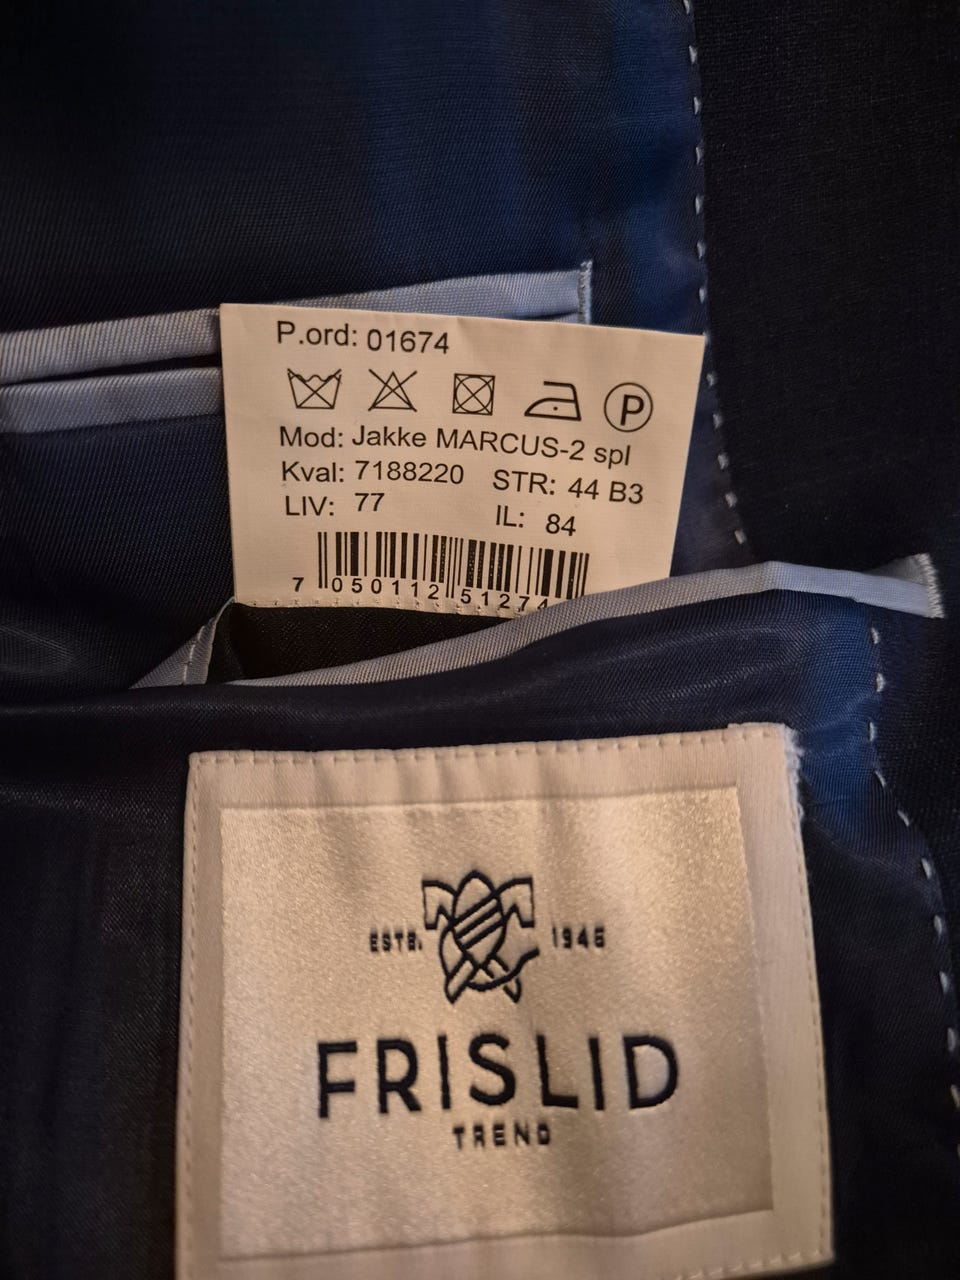 P.ord: 01674
P
Mod: Jakke MARCUS-2 spl
Kval: 7188220 STR: 44 B3
LIV: 77 IL: 84
7 050112 51274
ESTB. 1946
FRISLID
TREND